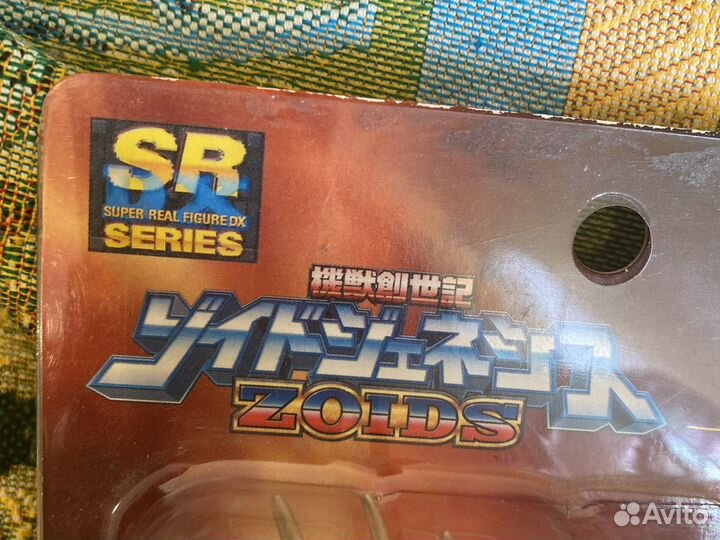 SR
DX
SUPER REAL FIGURE DX
SERIES
機獣創世記
ゾイドジェネシス
ZOIDS
Avito